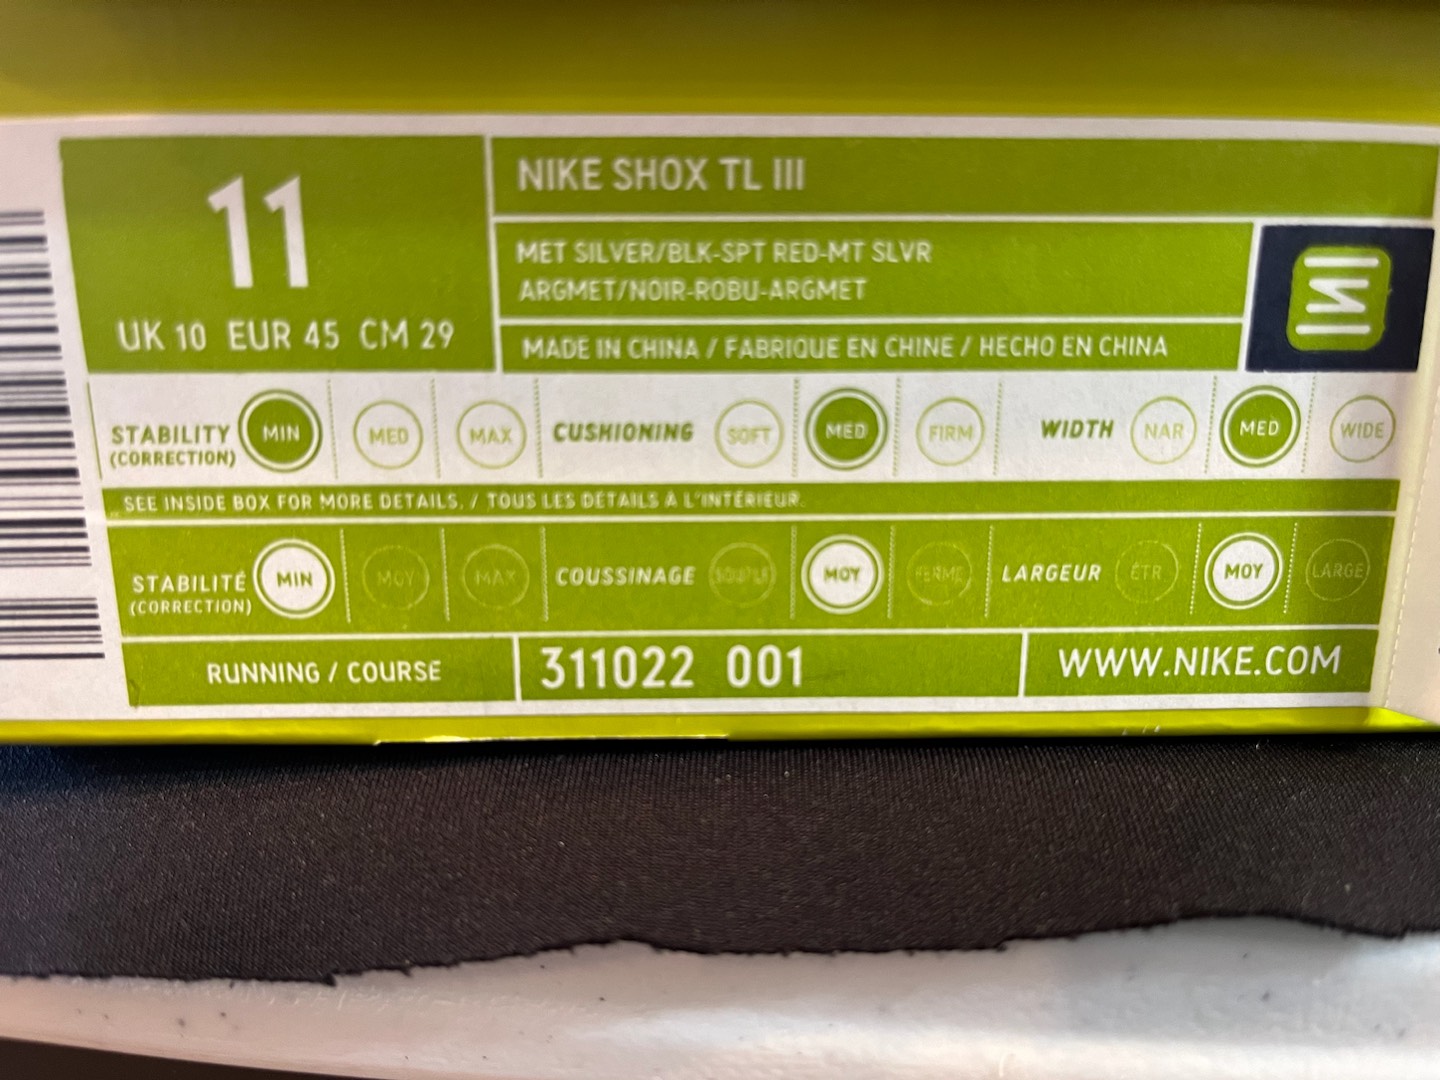 11
UK 10 EUR 45 CM 29
NIKE SHOX TL III
MET SILVER/BLK-SPT RED-MT SLVR
ARGMET/NOIR-ROBU-ARGMET
MADE IN CHINA / FABRIQUE EN CHINE / HECHO EN CHINA
STABILITY (CORRECTION) MIN MED MAX CUSHIONING SOFT MED FIRM WIDTH NAR MED WIDE
SEE INSIDE BOX FOR MORE DETAILS. / TOUS LES DÉTAILS À L'INTÉRIEUR.
STABILITÉ (CORRECTION) MIN MOY MAX COUSSINAGE SOUPLE MOY FERME LARGEUR ÉTR MOY LARGE
RUNNING / COURSE 311022 001 WWW.NIKE.COM